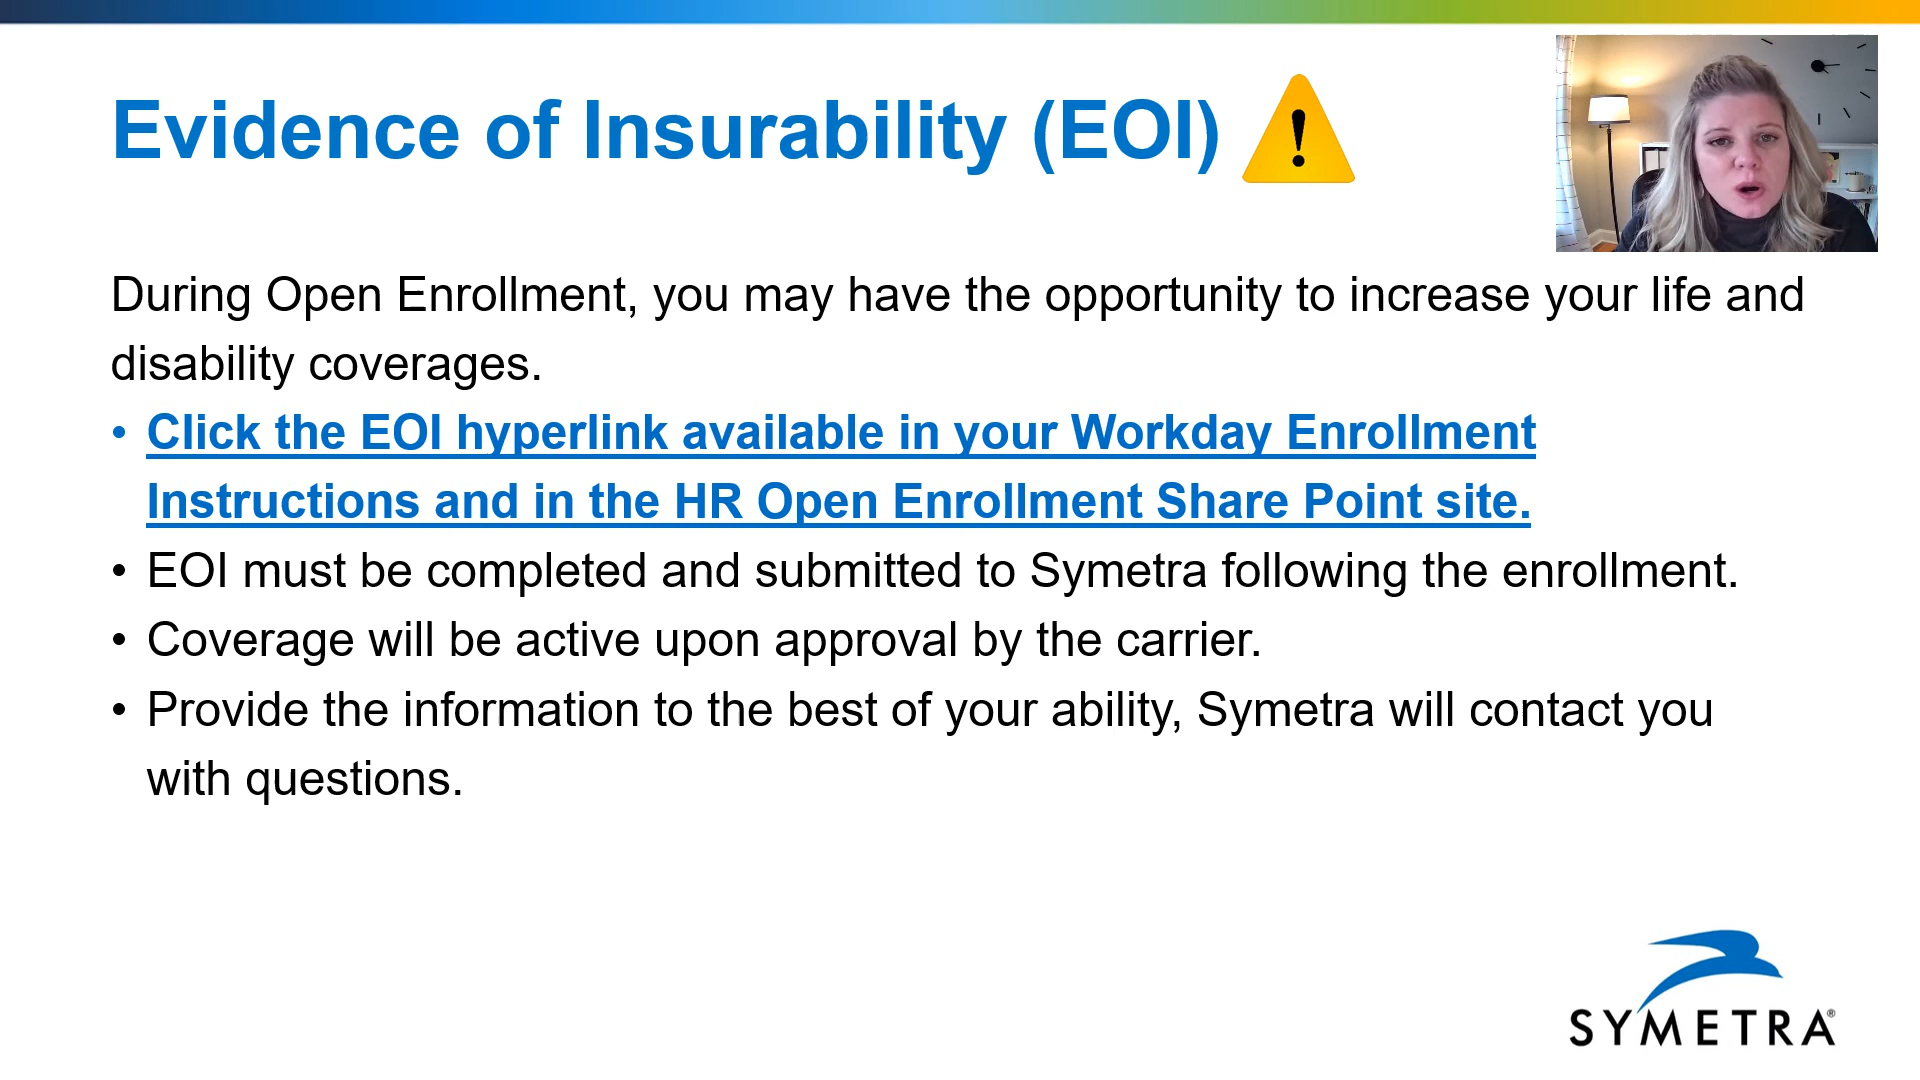 Evidence of Insurability (EOI)
During Open Enrollment, you may have the opportunity to increase your life and
disability coverages.
• Click the EOI hyperlink available in your Workday Enrollment
Instructions and in the HR Open Enrollment Share Point site.
• EOI must be completed and submitted to Symetra following the enrollment.
• Coverage will be active upon approval by the carrier.
• Provide the information to the best of your ability, Symetra will contact you
with questions.
SYMETRA®